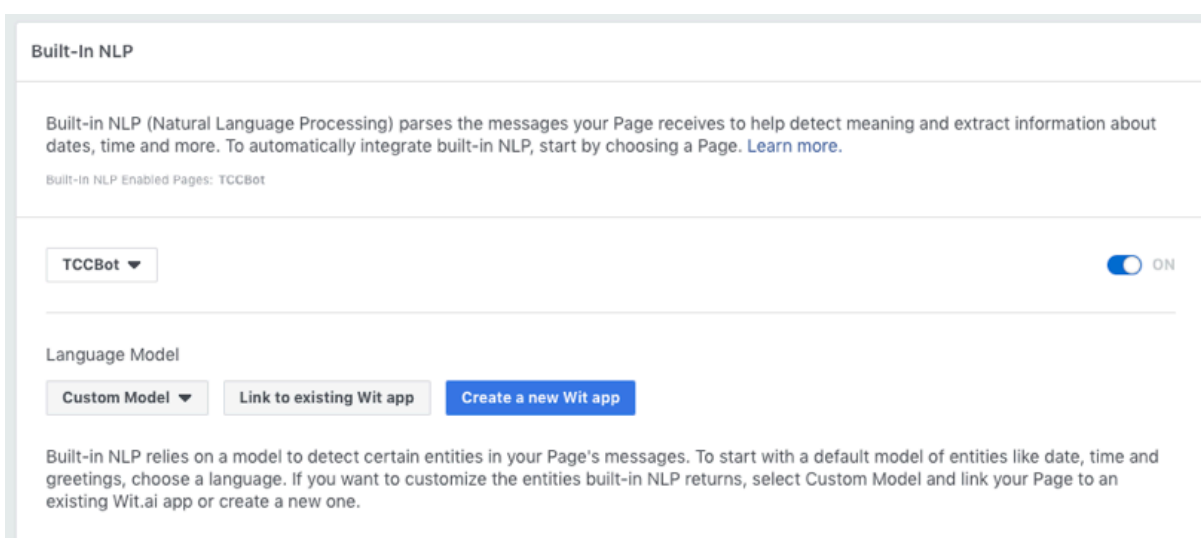 Built-In NLP
Built-in NLP (Natural Language Processing) parses the messages your Page receives to help detect meaning and extract information about
dates, time and more. To automatically integrate built-in NLP, start by choosing a Page. Learn more.
Built-In NLP Enabled Pages: TCCBot
TCCBot ON
Language Model
Custom Model Link to existing Wit app Create a new Wit app
Built-in NLP relies on a model to detect certain entities in your Page's messages. To start with a default model of entities like date, time and
greetings, choose a language. If you want to customize the entities built-in NLP returns, select Custom Model and link your Page to an
existing Wit.ai app or create a new one.